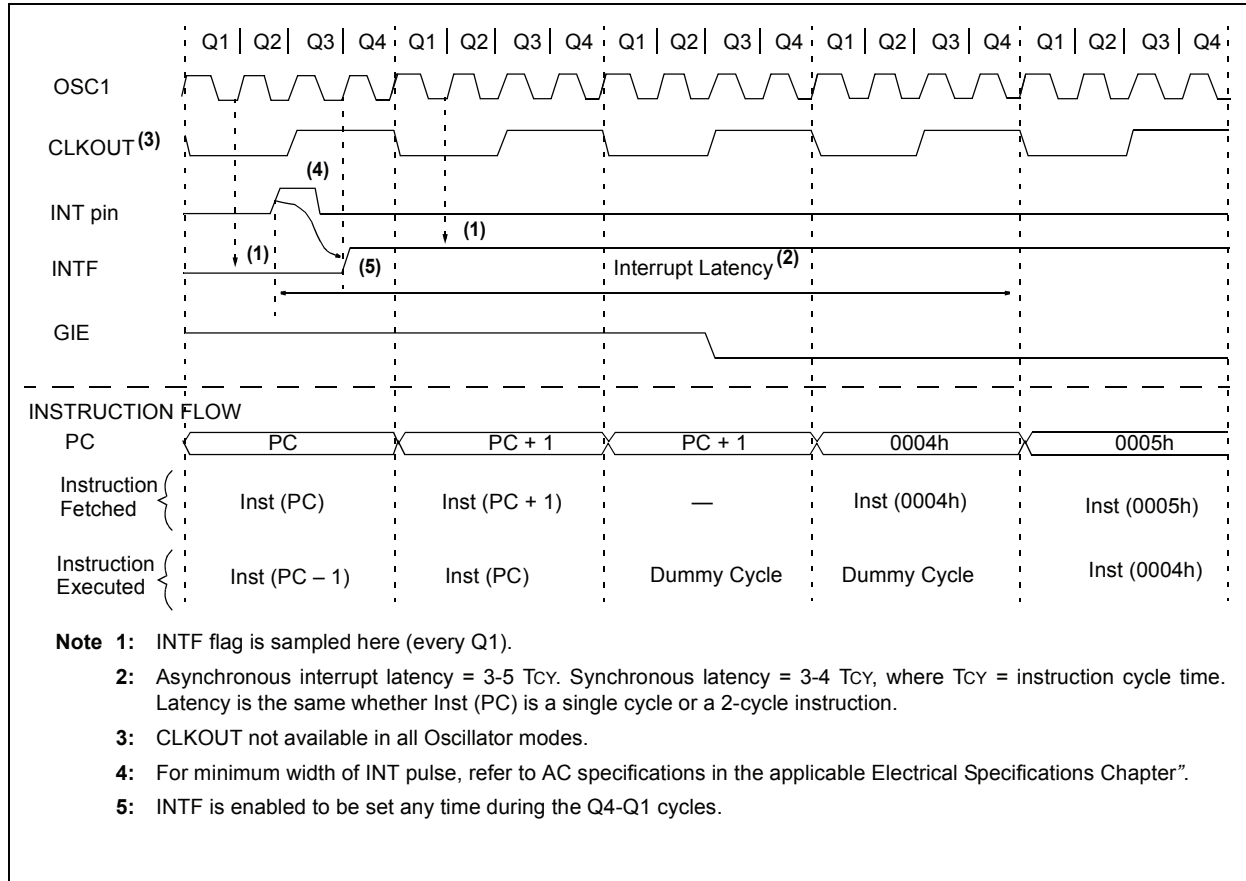 Q1 | Q2 | Q3 | Q4 Q1 | Q2 | Q3 | Q4 Q1 | Q2 | Q3 | Q4 Q1 | Q2 | Q3 | Q4 Q1 | Q2 | Q3 | Q4
OSC1
CLKOUT (3)
(4)
INT pin
(1)
(1)
INTF
(5)
Interrupt Latency (2)
GIE
INSTRUCTION FLOW
PC PC PC + 1 PC + 1 0004h 0005h
Instruction Fetched Inst (PC) Inst (PC + 1) — Inst (0004h) Inst (0005h)
Instruction Executed Inst (PC – 1) Inst (PC) Dummy Cycle Dummy Cycle Inst (0004h)
Note 1: INTF flag is sampled here (every Q1).
2: Asynchronous interrupt latency = 3-5 TCY. Synchronous latency = 3-4 TCY, where TCY = instruction cycle time.
Latency is the same whether Inst (PC) is a single cycle or a 2-cycle instruction.
3: CLKOUT not available in all Oscillator modes.
4: For minimum width of INT pulse, refer to AC specifications in the applicable Electrical Specifications Chapter”.
5: INTF is enabled to be set any time during the Q4-Q1 cycles.